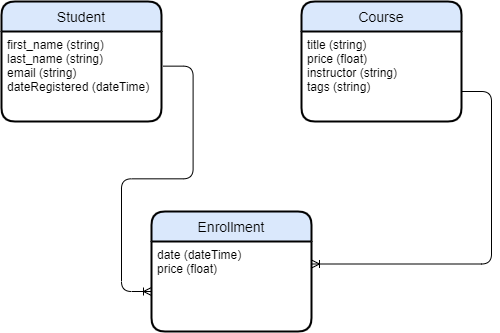 Student
first_name (string)
last_name (string)
email (string)
dateRegistered (dateTime)
Course
title (string)
price (float)
instructor (string)
tags (string)
Enrollment
date (dateTime)
price (float)